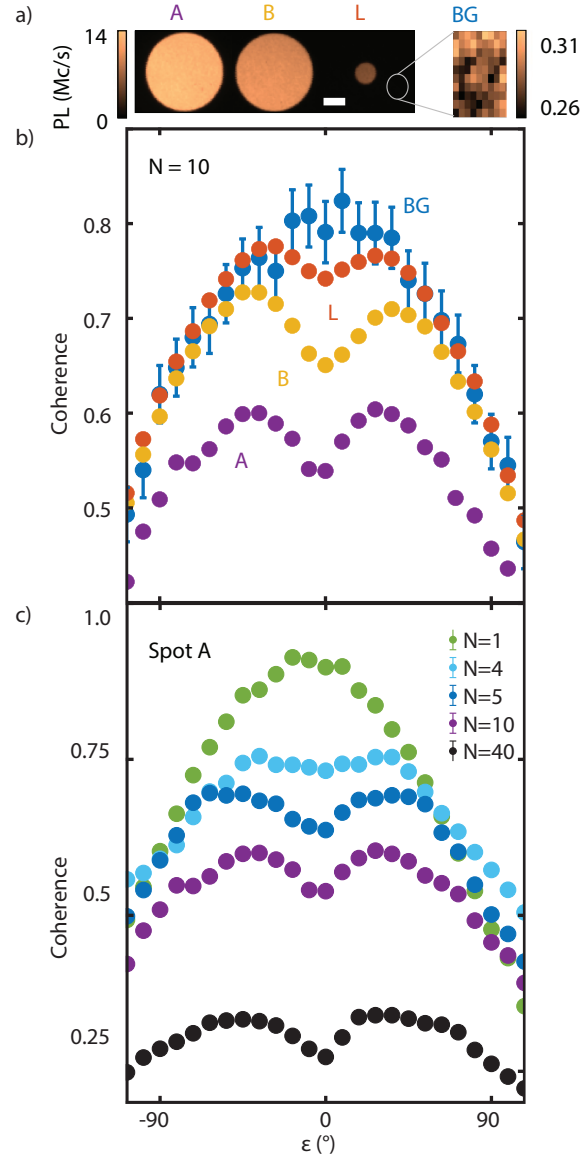 a)
A B L BG
PL (Mc/s)
14
0
0.31
0.26
b)
N = 10
BG
L
B
A
Coherence
0.8
0.7
0.6
0.5
c)
Spot A
N=1
N=4
N=5
N=10
N=40
Coherence
1.0
0.75
0.5
0.25
-90 0 90
ε (°)